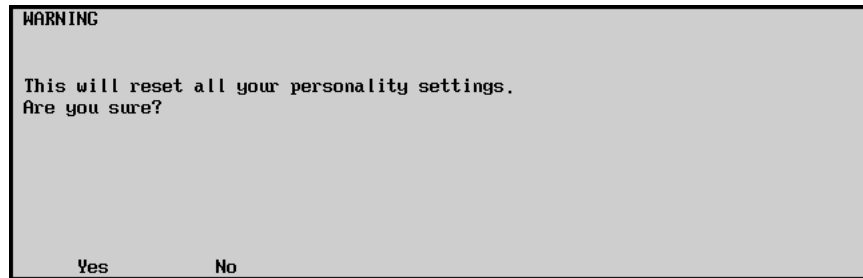 WARNING
This will reset all your personality settings.
Are you sure?
Yes No